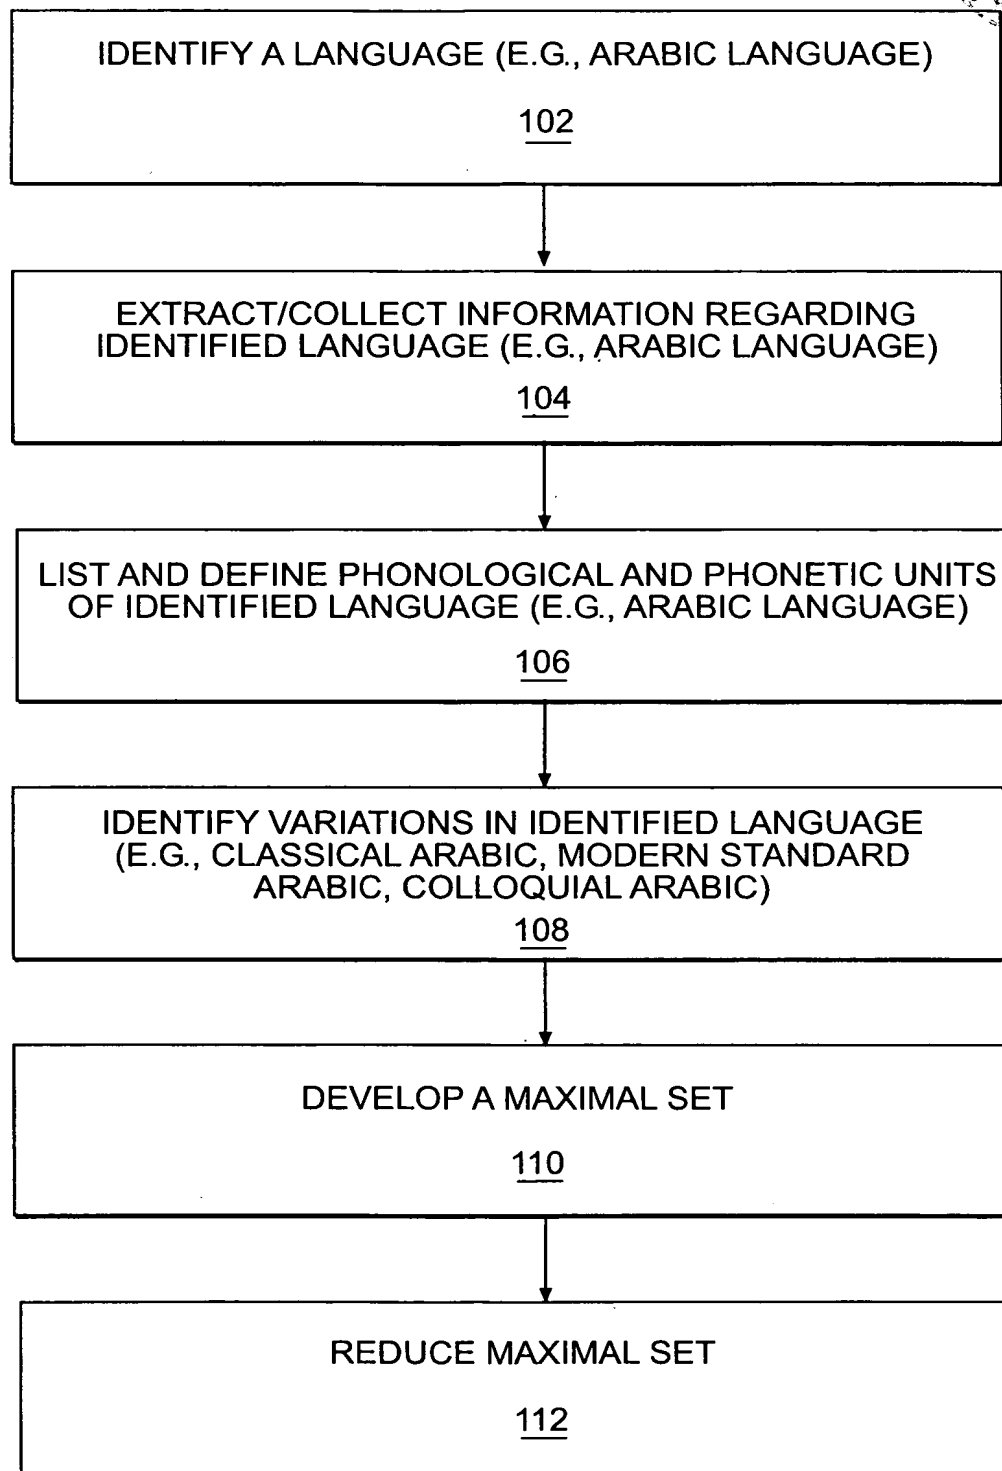 IDENTIFY A LANGUAGE (E.G., ARABIC LANGUAGE)
102
EXTRACT/COLLECT INFORMATION REGARDING
IDENTIFIED LANGUAGE (E.G., ARABIC LANGUAGE)
104
LIST AND DEFINE PHONOLOGICAL AND PHONETIC UNITS
OF IDENTIFIED LANGUAGE (E.G., ARABIC LANGUAGE)
106
IDENTIFY VARIATIONS IN IDENTIFIED LANGUAGE
(E.G., CLASSICAL ARABIC, MODERN STANDARD
ARABIC, COLLOQUIAL ARABIC)
108
DEVELOP A MAXIMAL SET
110
REDUCE MAXIMAL SET
112